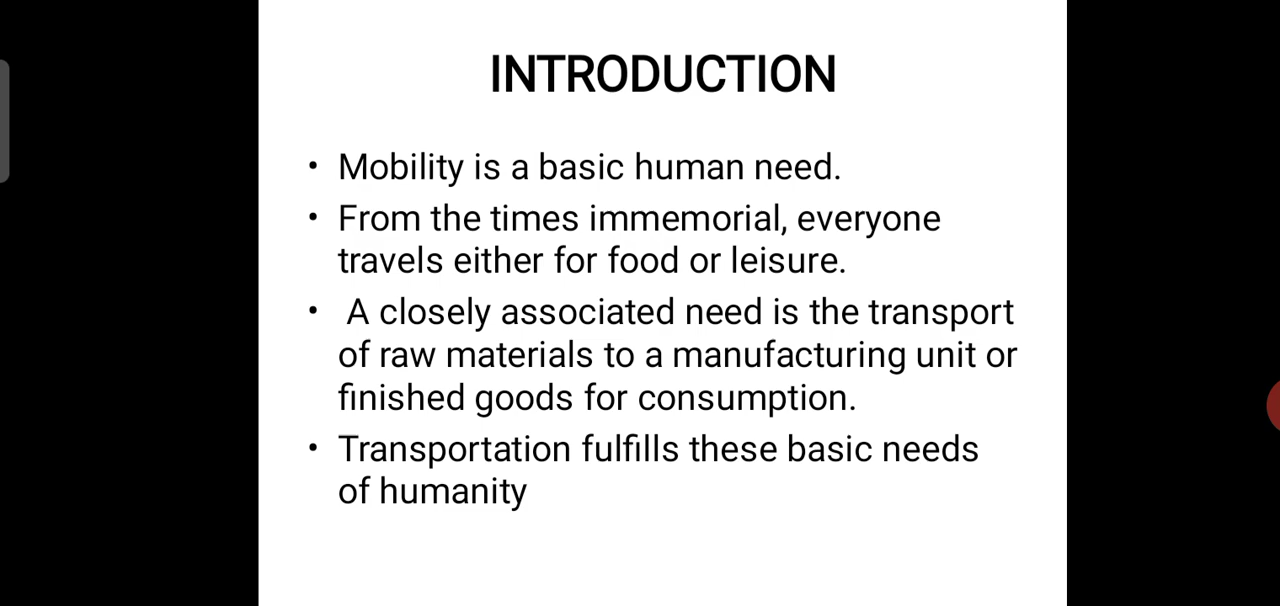 INTRODUCTION
• Mobility is a basic human need.
• From the times immemorial, everyone
travels either for food or leisure.
• A closely associated need is the transport
of raw materials to a manufacturing unit or
finished goods for consumption.
• Transportation fulfills these basic needs
of humanity